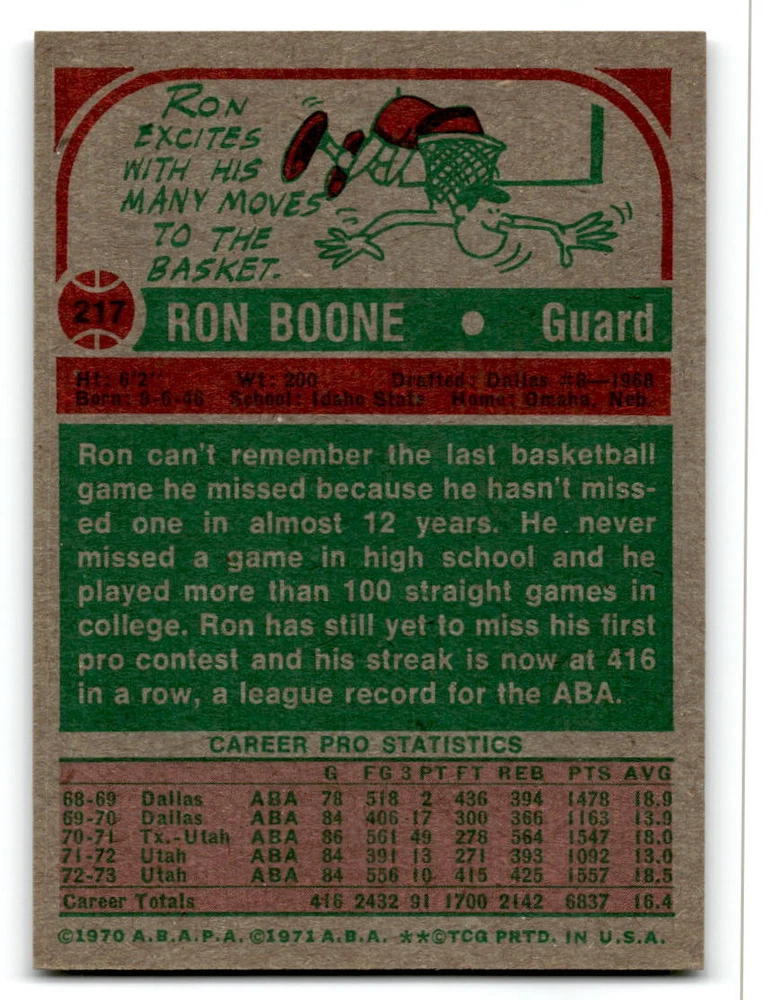 RON
EXCITES
WITH HIS
MANY MOVES
TO THE
BASKET.
217 RON BOONE • Guard
Ht: 6'2" Wt: 200 Drafted: Dallas #8—1968
Born: 9-6-46 School: Idaho State Home: Omaha, Neb.
Ron can't remember the last basketball
game he missed because he hasn't miss-
ed one in almost 12 years. He never
missed a game in high school and he
played more than 100 straight games in
college. Ron has still yet to miss his first
pro contest and his streak is now at 416
in a row, a league record for the ABA.
CAREER PRO STATISTICS
G FG 3 PT FT REB PTS AVG
68-69 Dallas ABA 78 518 2 436 394 1478 18.9
69-70 Dallas ABA 84 406 17 300 366 1163 13.9
70-71 Tx.-Utah ABA 86 561 49 278 564 1547 18.0
71-72 Utah ABA 84 391 13 271 393 1092 13.0
72-73 Utah ABA 84 556 10 415 425 1557 18.5
Career Totals 416 2432 91 1700 2142 6837 16.4
©1970 A.B.A.P.A. ©1971 A.B.A. **©TCG PRTD. IN U.S.A.